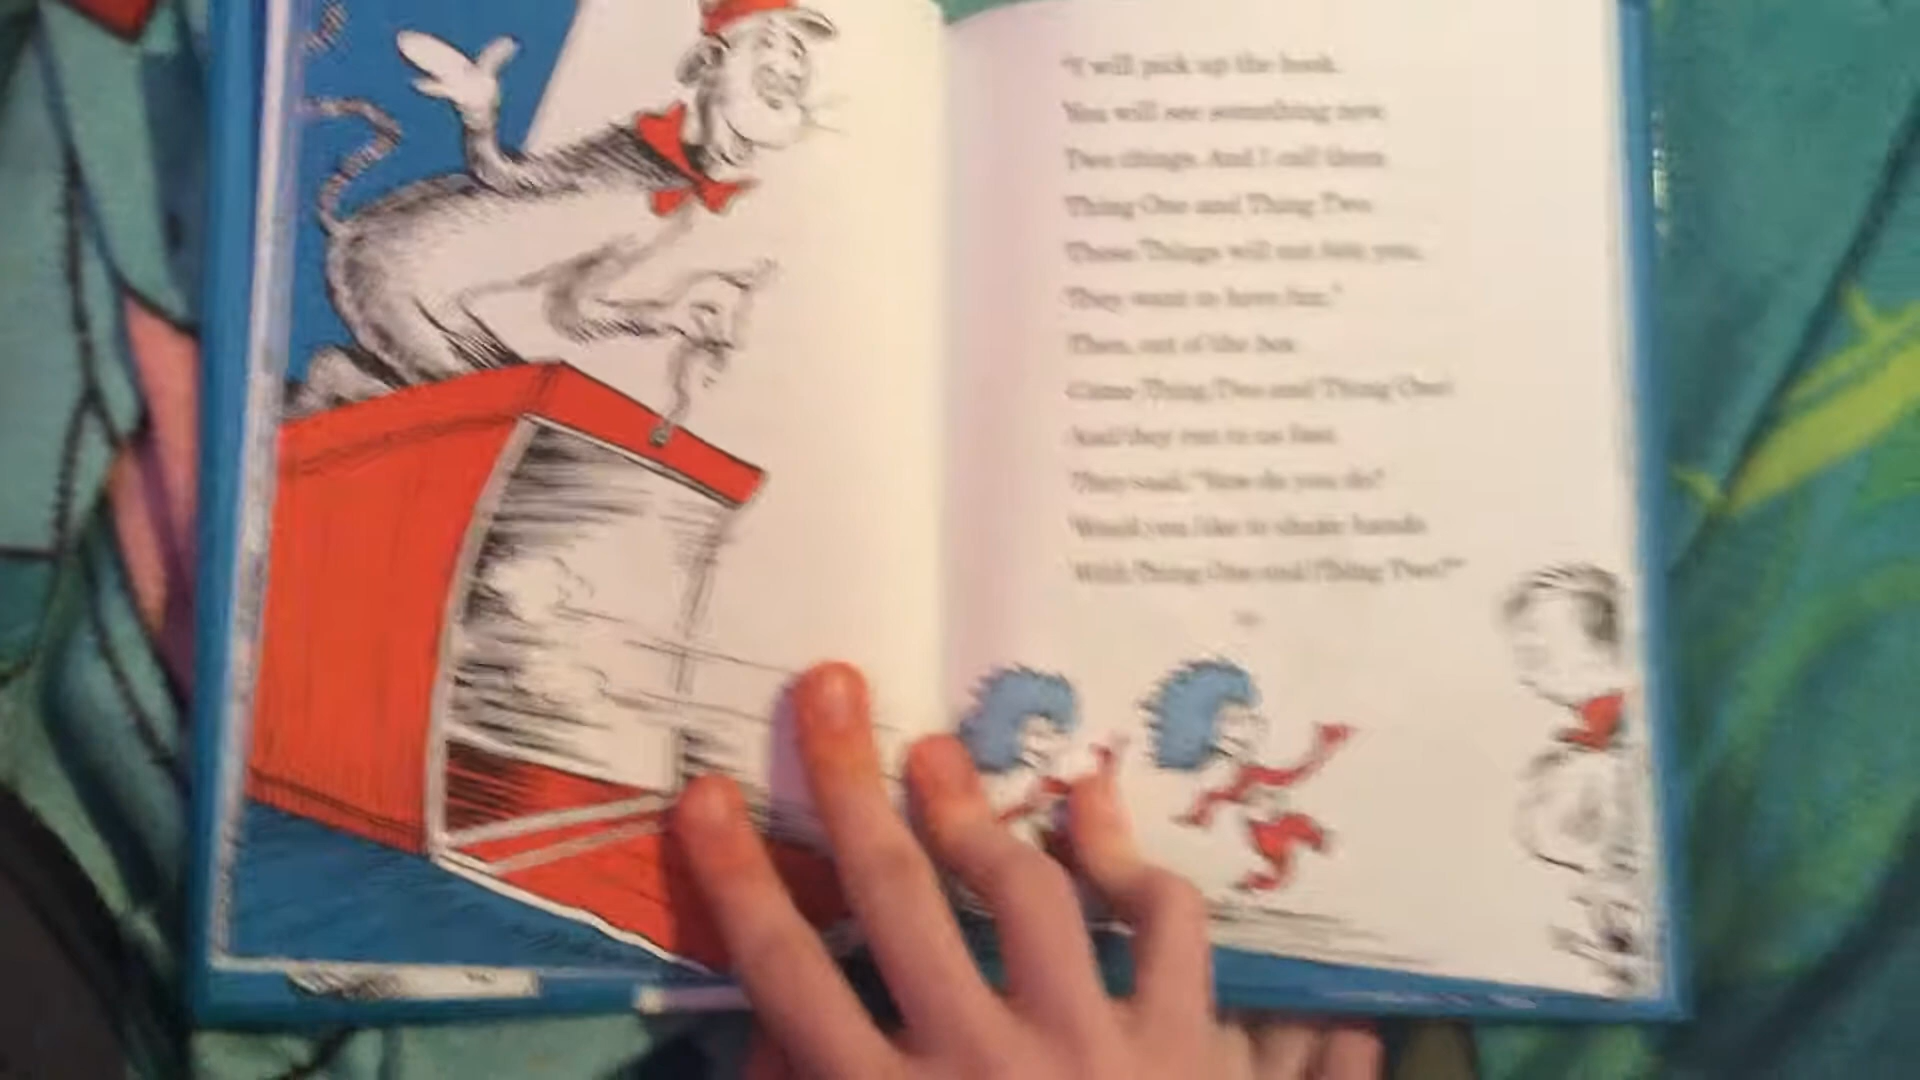 "I will pick up the hook.
You will see something new.
Two things. And I call them
Thing One and Thing Two.
These Things will not bite you.
They want to have fun."
Then, out of the box
Came Thing Two and Thing One!
And they ran to us fast.
They said, "How do you do?
Would you like to shake hands
With Thing One and Thing Two?"